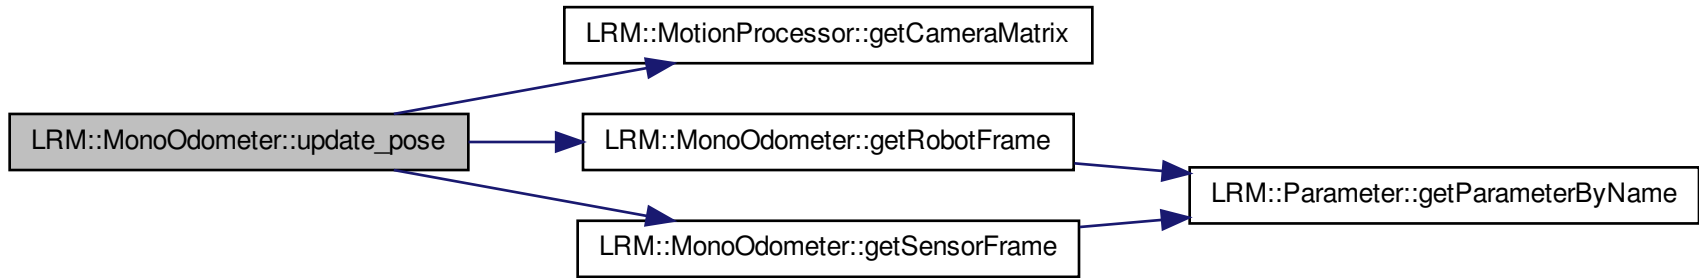 LRM::MotionProcessor::getCameraMatrix
LRM::MonoOdometer::update_pose
LRM::MonoOdometer::getRobotFrame
LRM::Parameter::getParameterByName
LRM::MonoOdometer::getSensorFrame